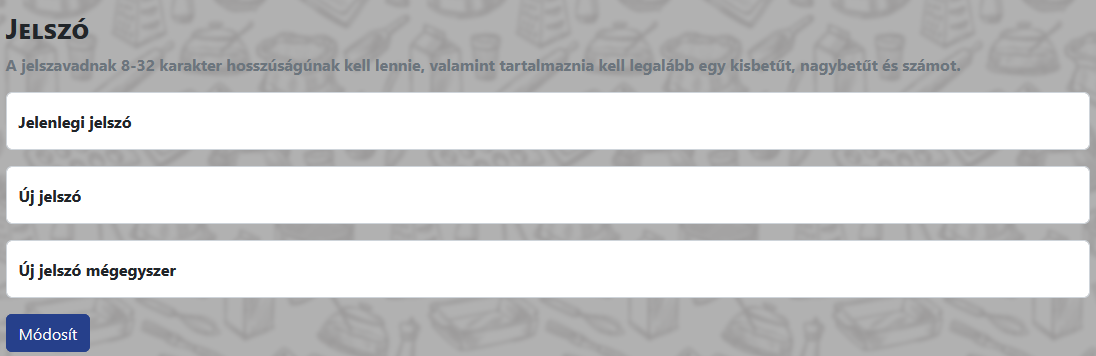 Jelszó
A jelszavadnak 8-32 karakter hosszúságúnak kell lennie, valamint tartalmaznia kell legalább egy kisbetűt, nagybetűt és számot.
Jelenlegi jelszó
Új jelszó
Új jelszó mégegyszer
Módosít